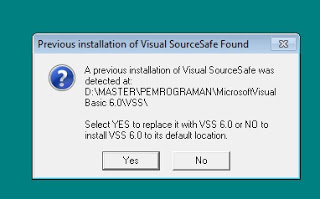 Previous installation of Visual SourceSafe Found
A previous installation of Visual SourceSafe was
detected at:
D:\MASTER\PEMROGRAMAN\MicrosoftVisual
Basic 6.0\VSS\
Select YES to replace it with VSS 6.0 or NO to
install VSS 6.0 to its default location.
Yes
No